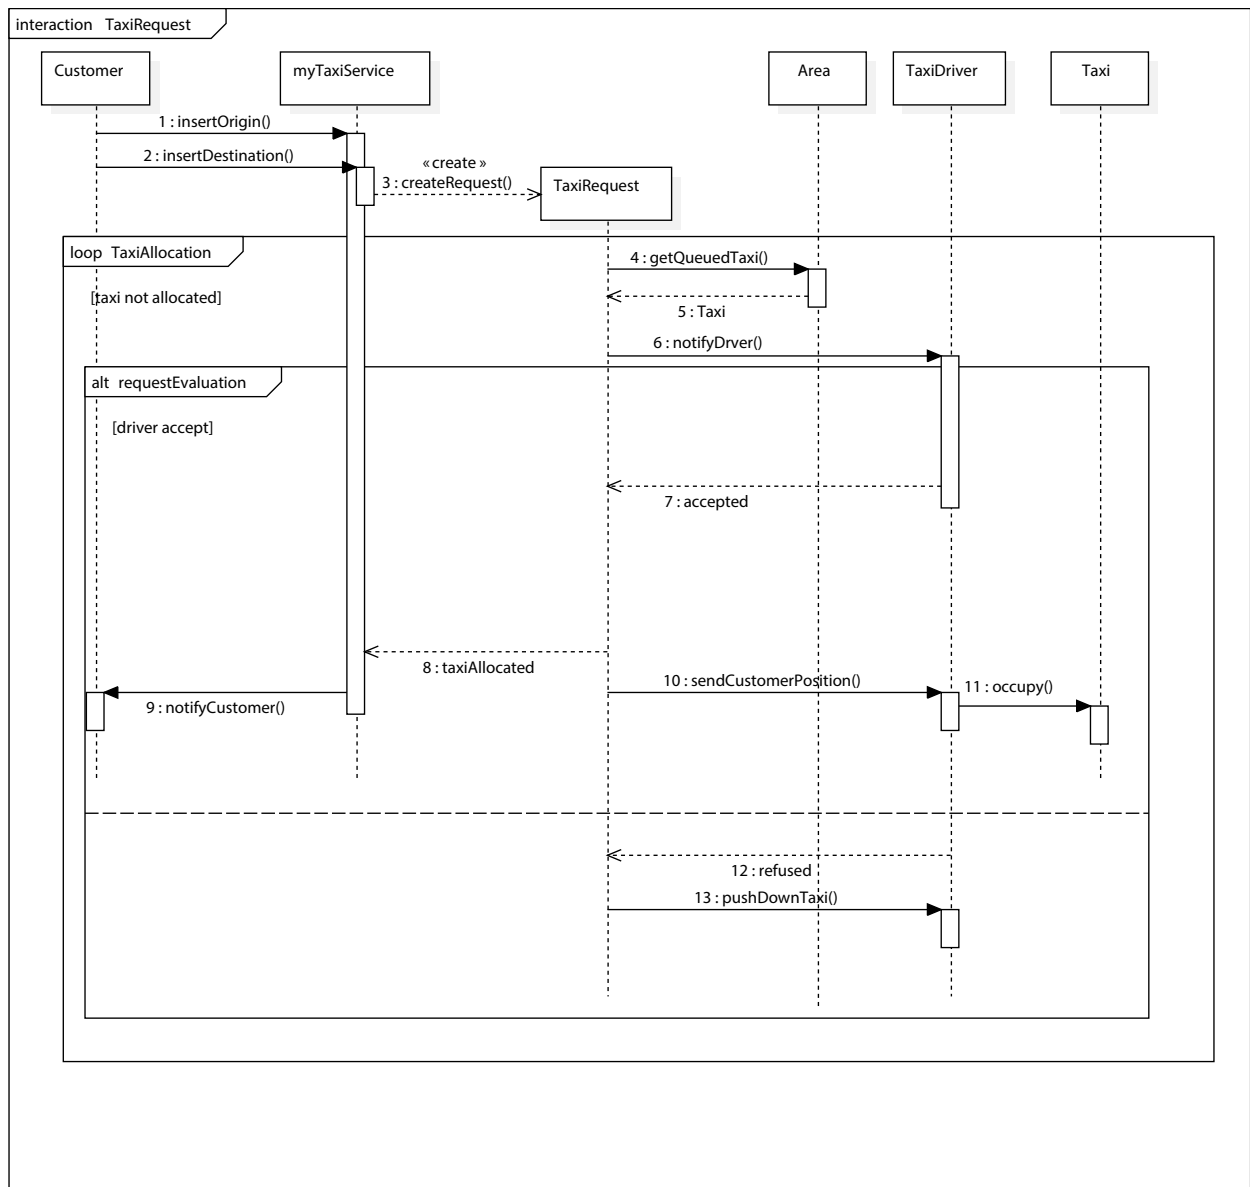 interaction TaxiRequest
Customer
myTaxiService
Area
TaxiDriver
Taxi
1 : insertOrigin()
2 : insertDestination()
« create »
3 : createRequest()
TaxiRequest
loop TaxiAllocation
4 : getQueuedTaxi()
[taxi not allocated]
5 : Taxi
6 : notifyDrver()
alt requestEvaluation
[driver accept]
7 : accepted
8 : taxiAllocated
10 : sendCustomerPosition()
11 : occupy()
9 : notifyCustomer()
12 : refused
13 : pushDownTaxi()